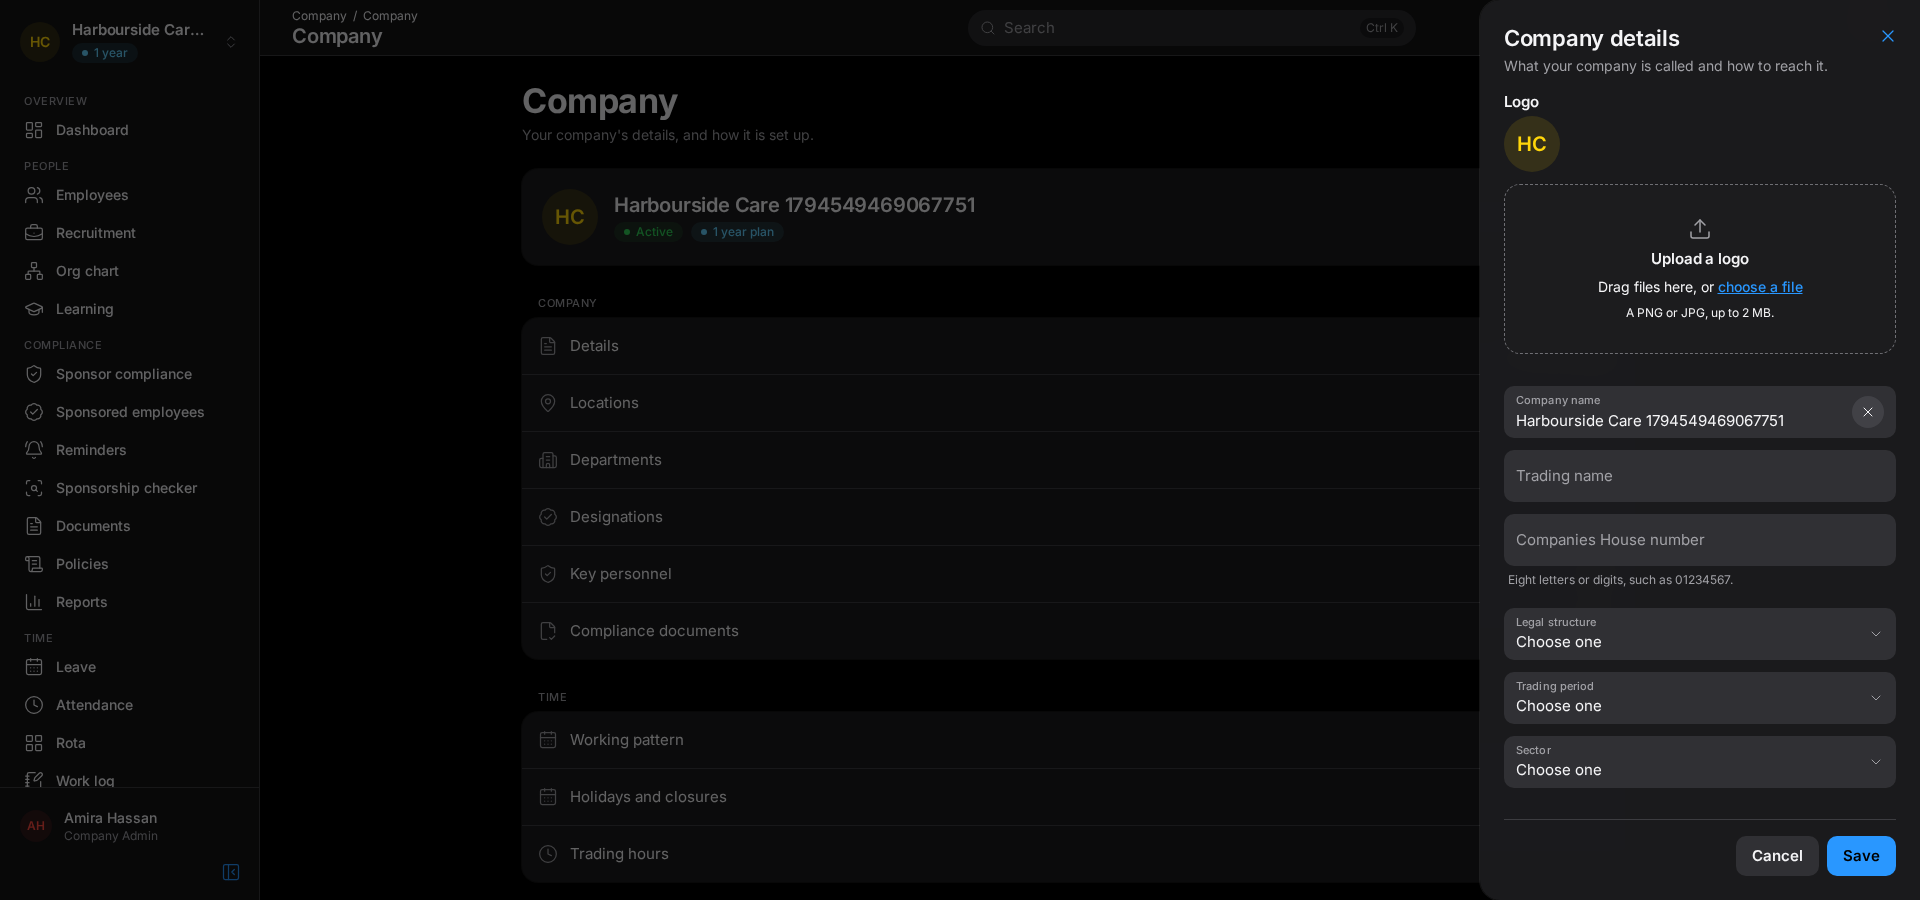 HC
Harbourside Car...
1 year
OVERVIEW
Dashboard
PEOPLE
Employees
Recruitment
Org chart
Learning
COMPLIANCE
Sponsor compliance
Sponsored employees
Reminders
Sponsorship checker
Documents
Policies
Reports
TIME
Leave
Attendance
Rota
Work log
AH
Amira Hassan
Company Admin
Company / Company
Company
Search
Ctrl K
Company
Your company's details, and how it is set up.
HC
Harbourside Care 1794549469067751
Active
1 year plan
COMPANY
Details
Locations
Departments
Designations
Key personnel
Compliance documents
TIME
Working pattern
Holidays and closures
Trading hours
Company details
What your company is called and how to reach it.
Logo
HC
Upload a logo
Drag files here, or choose a file
A PNG or JPG, up to 2 MB.
Company name
Harbourside Care 1794549469067751
Trading name
Companies House number
Eight letters or digits, such as 01234567.
Legal structure
Choose one
Trading period
Choose one
Sector
Choose one
Cancel
Save